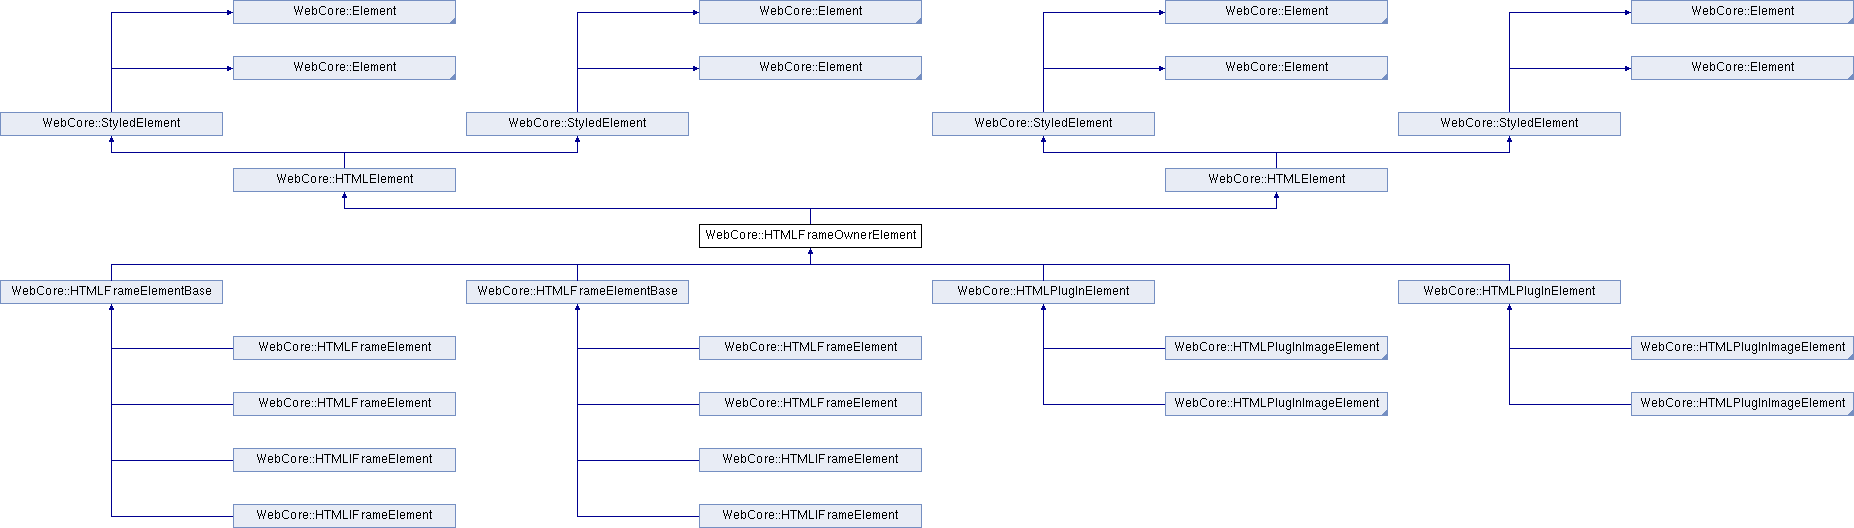 WebCore::Element
WebCore::Element
WebCore::Element
WebCore::Element
WebCore::Element
WebCore::Element
WebCore::Element
WebCore::Element
WebCore::StyledElement
WebCore::StyledElement
WebCore::StyledElement
WebCore::StyledElement
WebCore::HTMLElement
WebCore::HTMLElement
WebCore::HTMLFrameOwnerElement
WebCore::HTMLFrameElementBase
WebCore::HTMLFrameElementBase
WebCore::HTMLPlugInElement
WebCore::HTMLPlugInElement
WebCore::HTMLFrameElement
WebCore::HTMLFrameElement
WebCore::HTMLPlugInImageElement
WebCore::HTMLPlugInImageElement
WebCore::HTMLFrameElement
WebCore::HTMLFrameElement
WebCore::HTMLPlugInImageElement
WebCore::HTMLPlugInImageElement
WebCore::HTMLIFrameElement
WebCore::HTMLIFrameElement
WebCore::HTMLIFrameElement
WebCore::HTMLIFrameElement